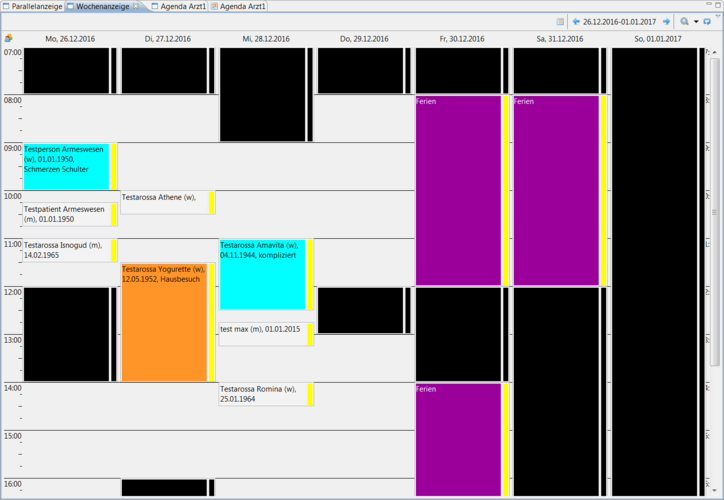 Parallelanzeige Wochenanzeige Agenda Arzt1 Agenda Arzt1
26.12.2016-01.01.2017
Mo, 26.12.2016 Di, 27.12.2016 Mi, 28.12.2016 Do, 29.12.2016 Fr, 30.12.2016 Sa, 31.12.2016 So, 01.01.2017
07:00
08:00
Ferien Ferien
09:00
Testperson Armeswesen
(w), 01.01.1950,
Schmerzen Schulter
10:00
Testarossa Athene (w),
Testpatient Armeswesen
(m), 01.01.1950
11:00
Testarossa Isnogud (m),
14.02.1965
Testarossa Amavita (w),
04.11.1944, kompliziert
Testarossa Yogurette (w),
12.05.1952, Hausbesuch
12:00
test max (m), 01.01.2015
13:00
14:00
Testarossa Romina (w),
25.01.1964
Ferien
15:00
16:00